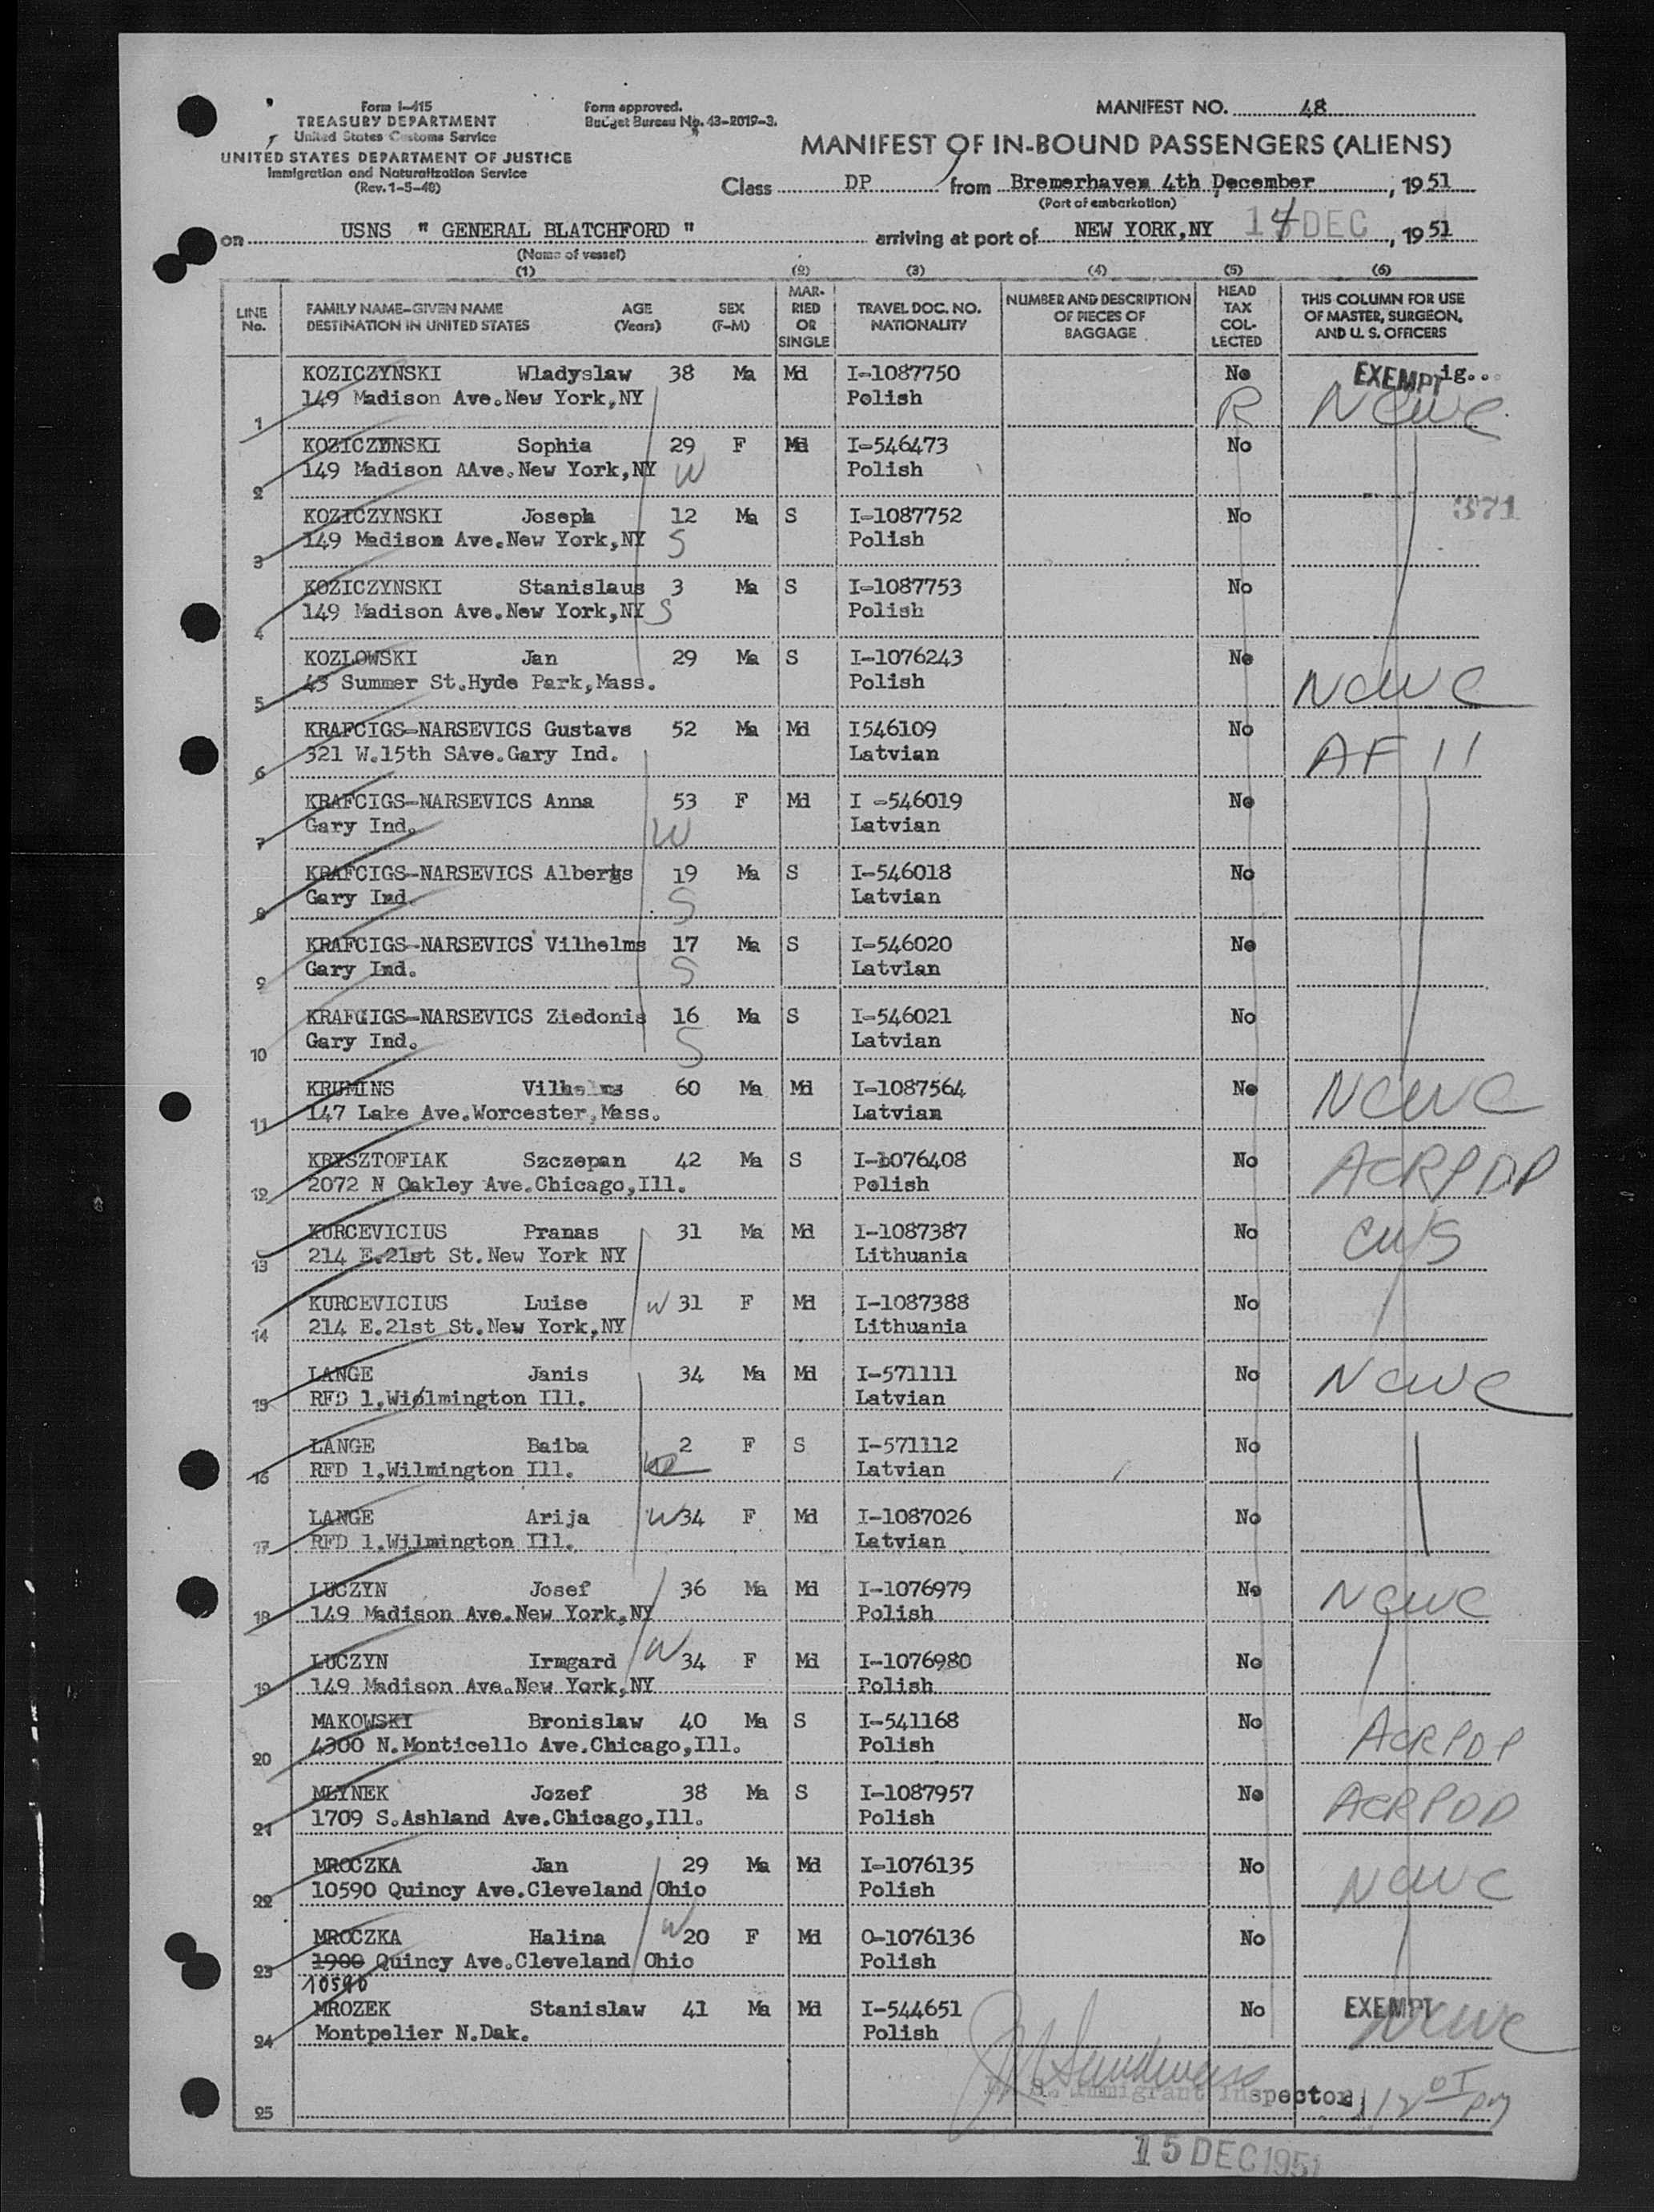 Form I-415
TREASURY DEPARTMENT
United States Customs Service
UNITED STATES DEPARTMENT OF JUSTICE
Immigration and Naturalization Service
(Rev. 1-5-48)
Form approved.
Budget Bureau No. 43-2019-3.
MANIFEST NO. 48
MANIFEST OF IN-BOUND PASSENGERS (ALIENS)
Class DP from Bremerhaven 4th December, 1951
(Port of embarkation)
on USNS " GENERAL BLATCHFORD " arriving at port of NEW YORK,NY 14 DEC, 1951
(Name of vessel)
(1) (2) (3) (4) (5) (6)
LINE No. FAMILY NAME-GIVEN NAME DESTINATION IN UNITED STATES AGE (Years) SEX (F-M) MARRIED OR SINGLE TRAVEL DOC. NO. NATIONALITY NUMBER AND DESCRIPTION OF PIECES OF BAGGAGE HEAD TAX COLLECTED THIS COLUMN FOR USE OF MASTER, SURGEON, AND U. S. OFFICERS
KOZICZYNSKI Wladyslaw 38 Ma Md I-1087750 No EXEMPT ig...
1 149 Madison Ave.New York,NY Polish R NCWC
KOZICZYNSKI Sophia 29 F Md I-546473 No
2 149 Madison AAve.New York,NY W Polish
371
KOZICZYNSKI Joseph 12 Ma S I-1087752 No
3 149 Madison Ave.New York,NY S Polish
KOZICZYNSKI Stanislaus 3 Ma S I-1087753 No
4 149 Madison Ave.New York,NY S Polish
KOZLOWSKI Jan 29 Ma S I-1076243 No
5 43 Summer St.Hyde Park,Mass. Polish NCWC
KRAFCIGS-NARSEVICS Gustavs 52 Ma Md I546109 No
6 321 W.15th SAve.Gary Ind. Latvian AF 11
KRAFCIGS-NARSEVICS Anna 53 F Md I -546019 No
7 Gary Ind. W Latvian
KRAFCIGS-NARSEVICS Albergs 19 Ma S I-546018 No
8 Gary Ind. S Latvian
KRAFCIGS-NARSEVICS Vilhelms 17 Ma S I-546020 No
9 Gary Ind. S Latvian
KRAFCIGS-NARSEVICS Ziedonis 16 Ma S I-546021 No
10 Gary Ind. S Latvian
KRUMINS Vilhelms 60 Ma Md I-1087564 No NCWC
11 147 Lake Ave.Worcester,Mass. Latvian
KRYSZTOFIAK Szczepan 42 Ma S I-1076408 No ACRPDP
12 2072 N Oakley Ave.Chicago,Ill. Polish
KURCEVICIUS Pranas 31 Ma Md I-1087387 No CWS
13 214 E.21st St.New York NY Lithuania
KURCEVICIUS Luise W 31 F Md I-1087388 No
14 214 E.21st St.New York,NY Lithuania
LANGE Janis 34 Ma Md I-571111 No NCWC
15 RFD 1,Wiolmington Ill. Latvian
LANGE Baiba 2 F S I-571112 No
16 RFD 1,Wilmington Ill. Latvian
LANGE Arija W 34 F Md I-1087026 No
17 RFD 1.Wilmington Ill. Latvian
LUCZYN Josef 36 Ma Md I-1076979 No NCWC
18 149 Madison Ave.New York,NY Polish
LUCZYN Irmgard W 34 F Md I-1076980 No
19 149 Madison Ave.New York,NY Polish
MAKOWSKI Bronislaw 40 Ma S I-541168 No
20 4300 N.Monticello Ave.Chicago,Ill. Polish ACRPDP
MLYNEK Jozef 38 Ma S I-1087957 No ACRPDP
21 1709 S.Ashland Ave.Chicago,Ill. Polish
MROCZKA Jan 29 Ma Md I-1076135 No NCWC
22 10590 Quincy Ave.Cleveland Ohio Polish
MROCZKA Halina W 20 F Md O-1076136 No
23 1900 Quincy Ave.Cleveland Ohio Polish
10590
MROZEK Stanislaw 41 Ma Md I-544651 No EXEMPT NCWC
24 Montpelier N.Dak. Polish
U. S. Immigrant Inspector
25
15 DEC 1951